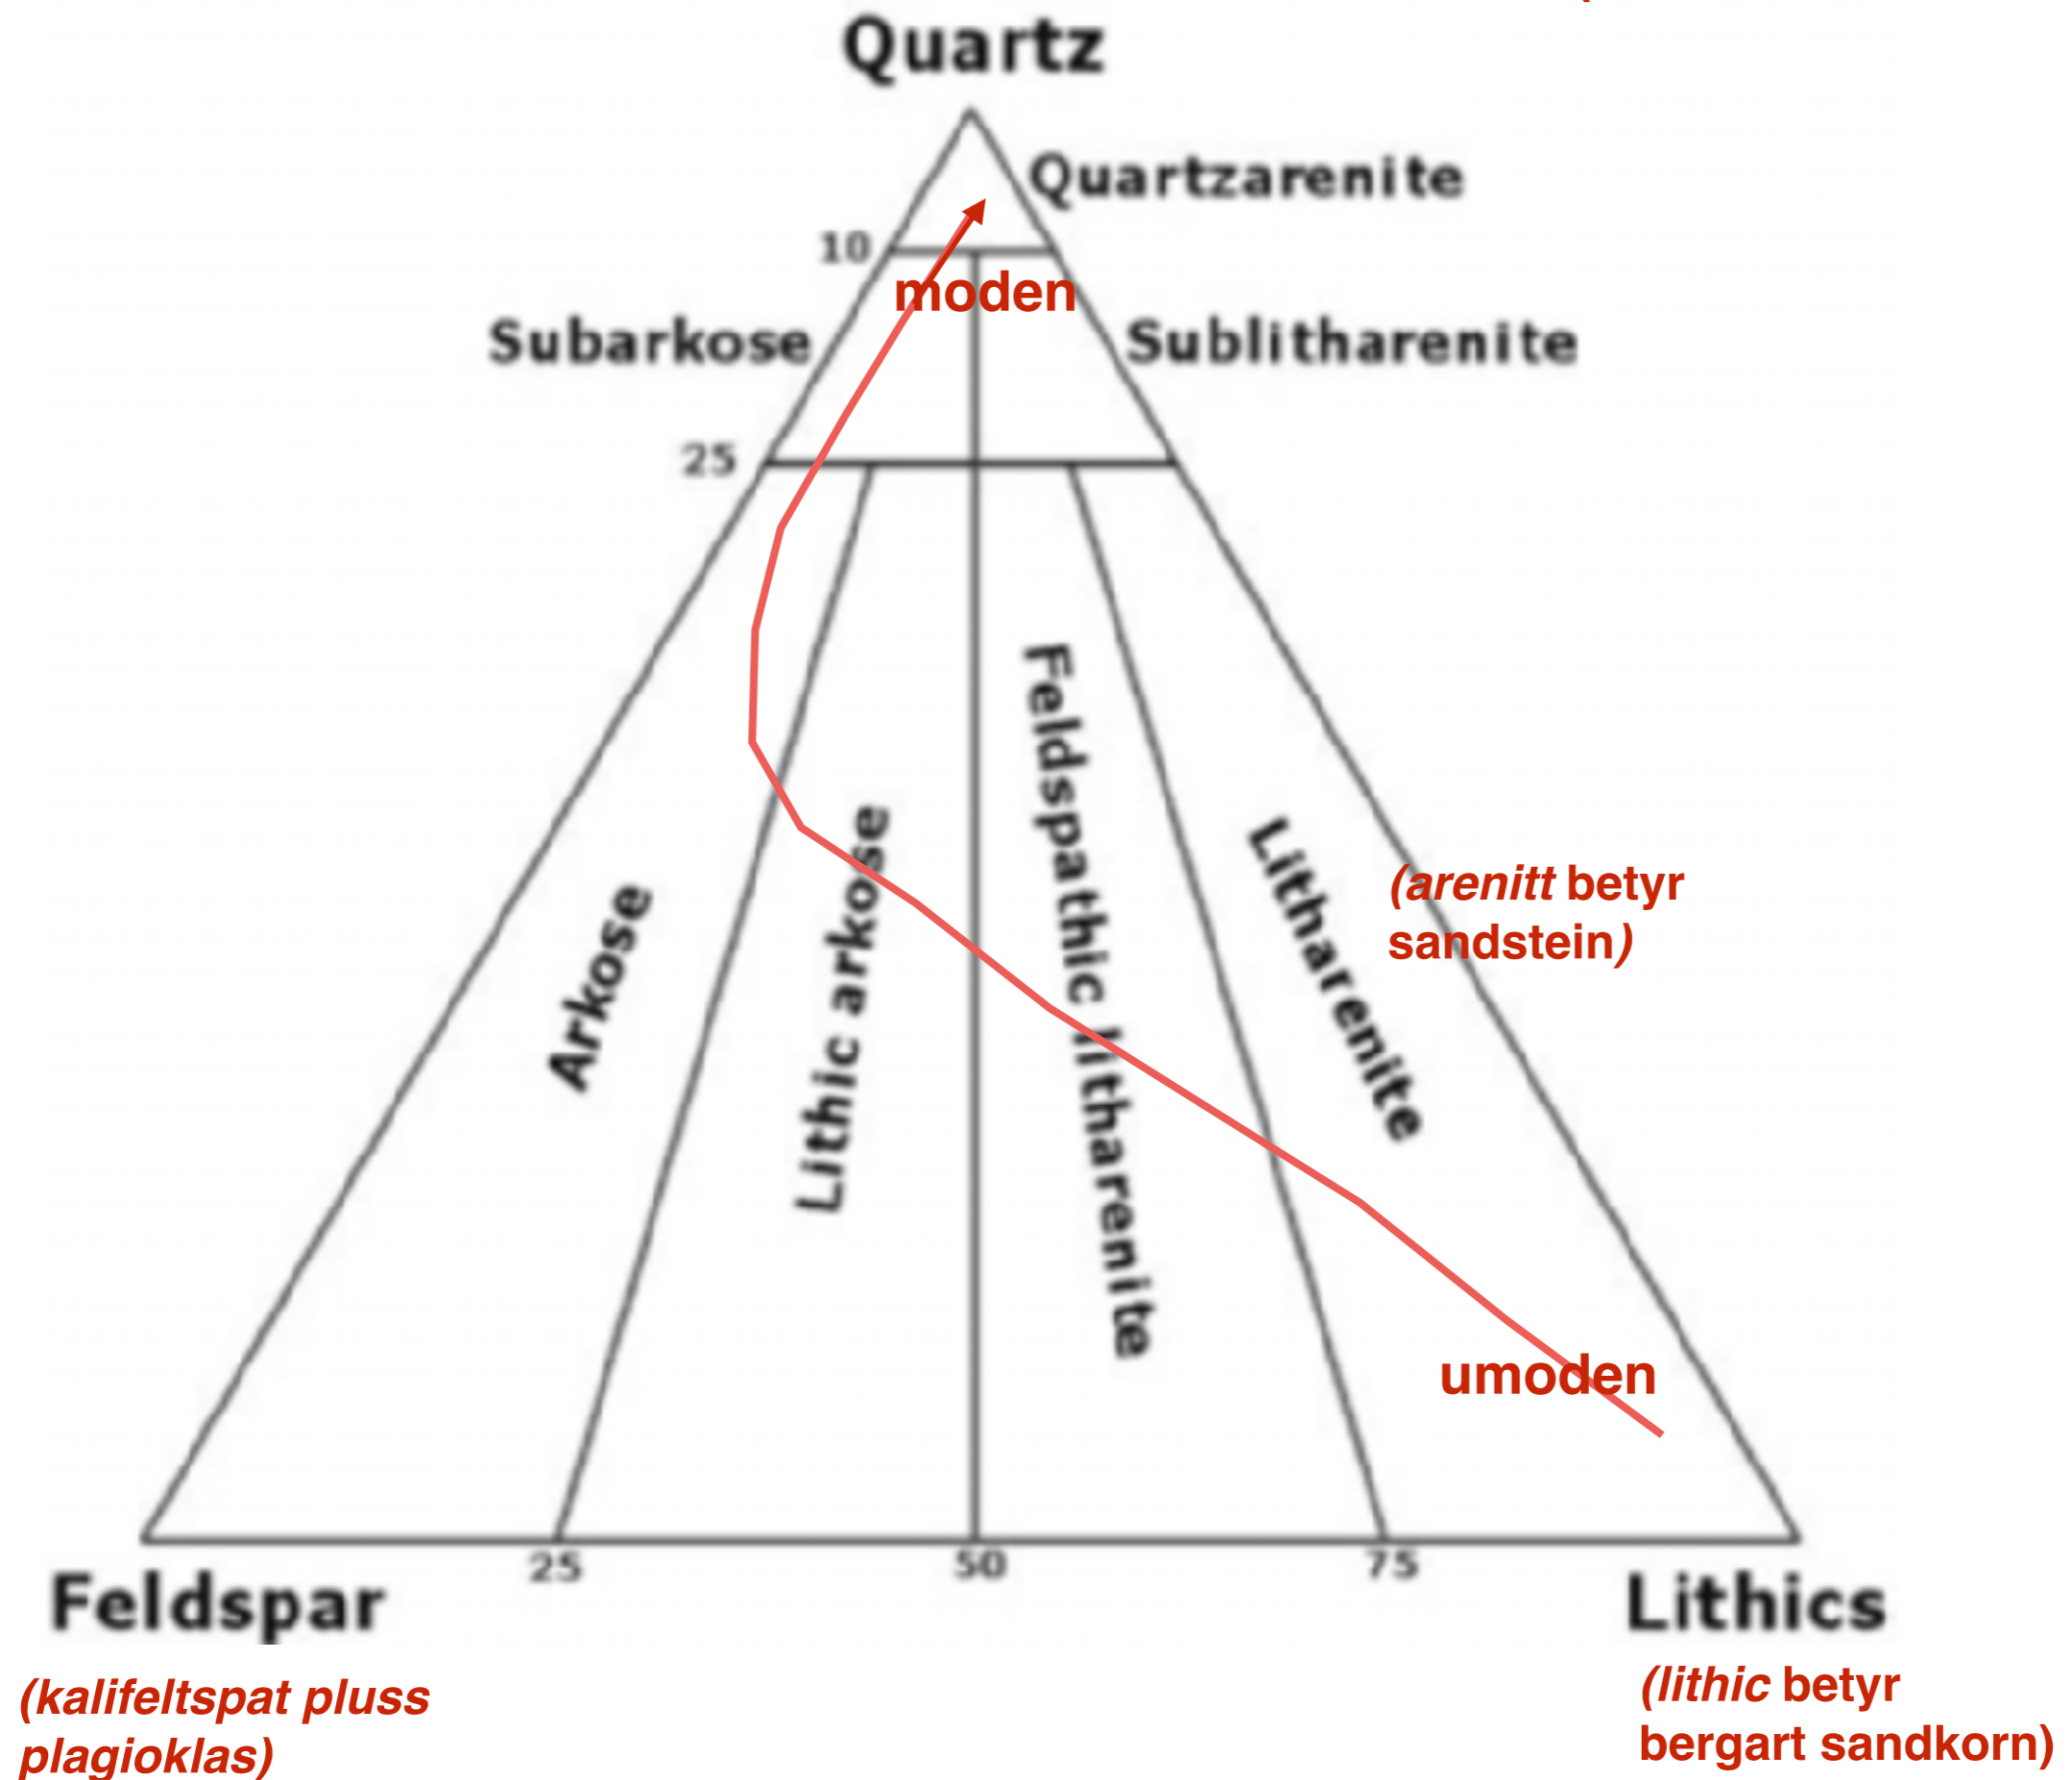 Quartz
Quartzarenite
10
moden
Subarkose
Sublitharenite
25
Feldspathic litharenite
Lithic arkose
Litharenite
Arkose
(arenitt betyr
sandstein)
umoden
25
50
75
Feldspar
Lithics
(kalifeltspat pluss
plagioklas)
(lithic betyr
bergart sandkorn)